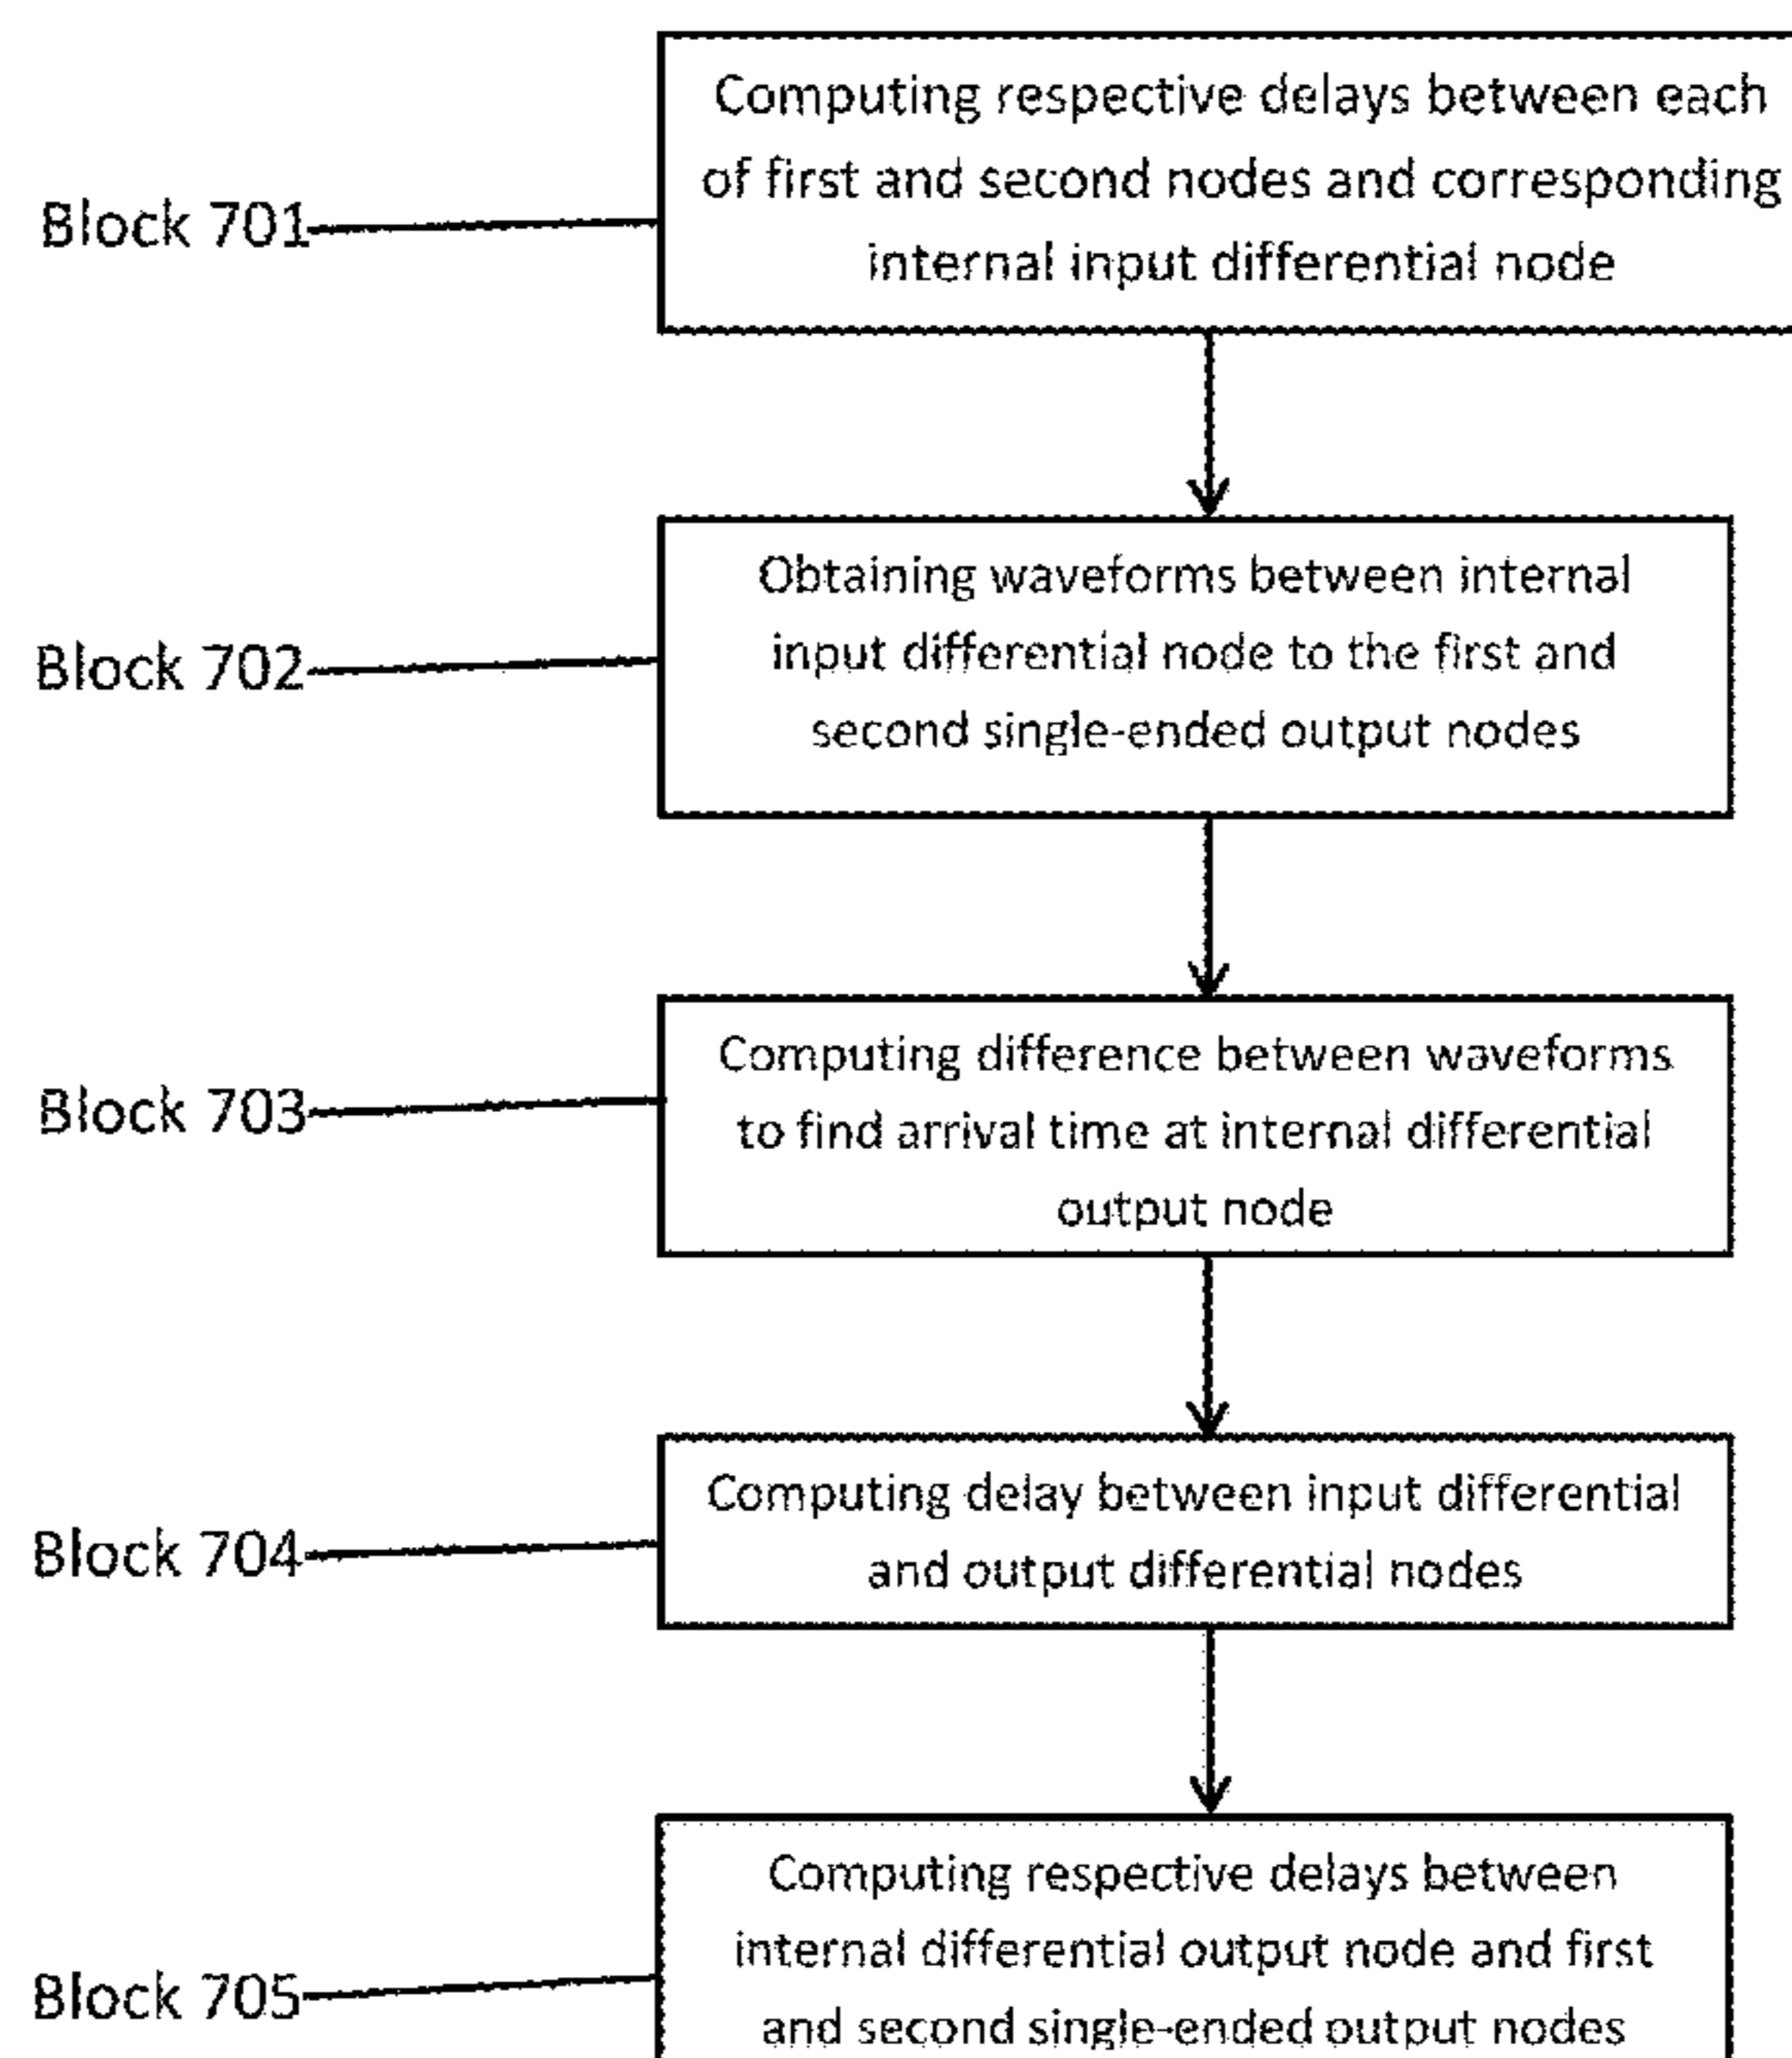 Computing respective delays between each
of first and second nodes and corresponding
internal input differential node
Block 701
Obtaining waveforms between internal
input differential node to the first and
second single-ended output nodes
Block 702
Computing difference between waveforms
to find arrival time at internal differential
output node
Block 703
Computing delay between input differential
and output differential nodes
Block 704
Computing respective delays between
internal differential output node and first
and second single-ended output nodes
Block 705